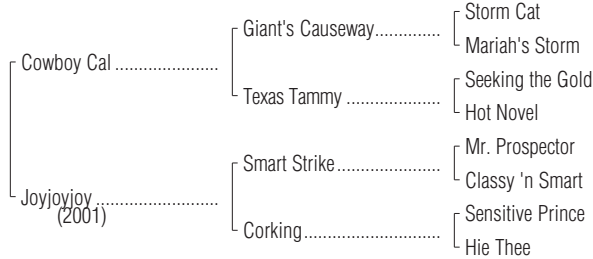 Storm Cat
Giant's Causeway..............
Mariah's Storm
Cowboy Cal ......................
Seeking the Gold
Texas Tammy ....................
Hot Novel
Mr. Prospector
Smart Strike......................
Classy 'n Smart
Joyjoyjoy ..........................
(2001)
Sensitive Prince
Corking.............................
Hie Thee